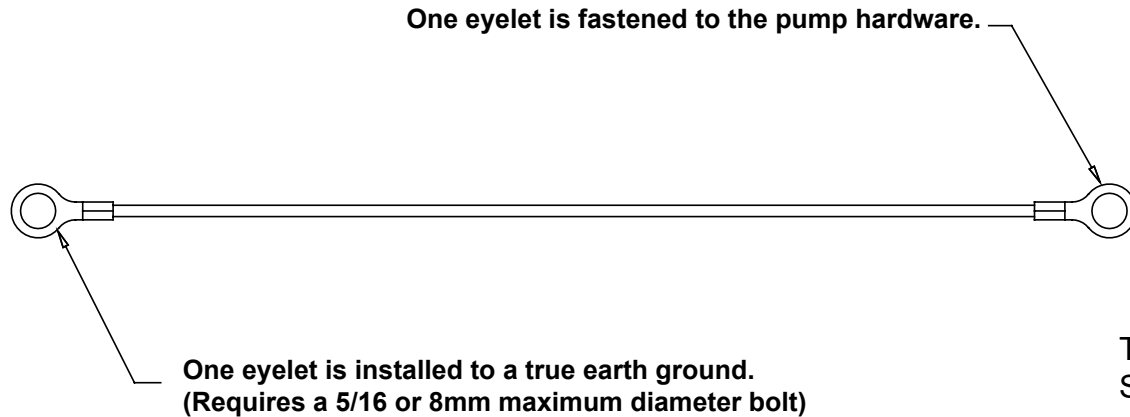 One eyelet is fastened to the pump hardware.
One eyelet is installed to a true earth ground.
(Requires a 5/16 or 8mm maximum diameter bolt)